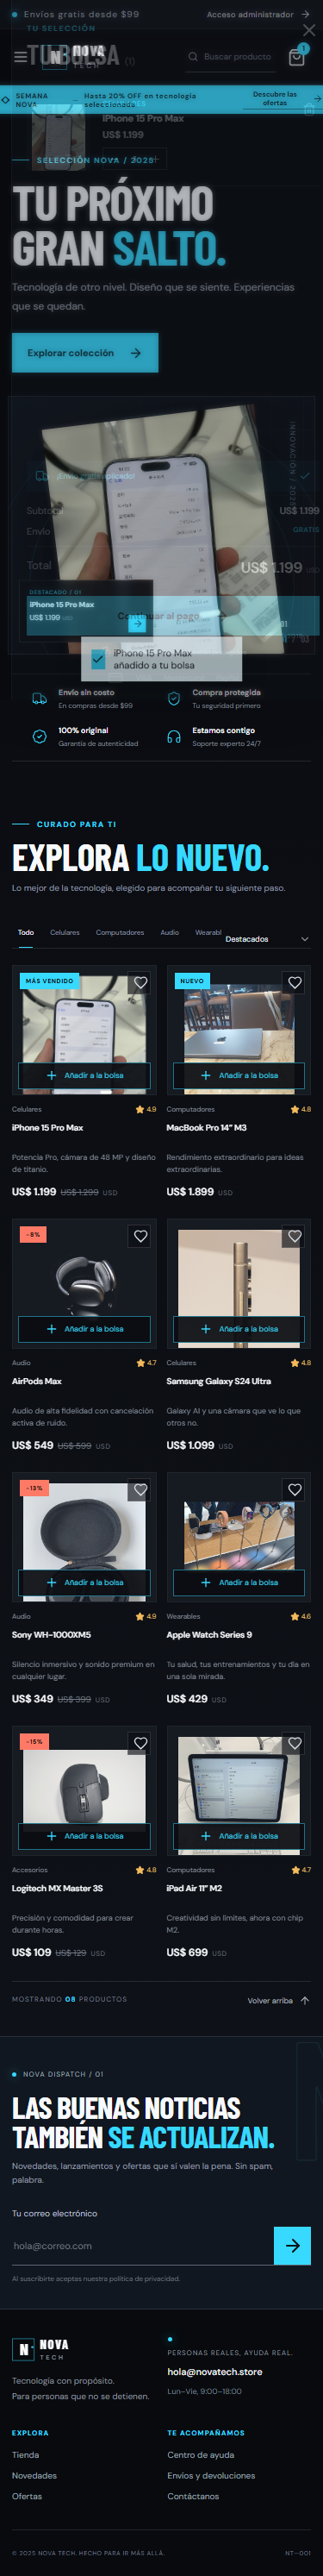 Envíos gratis desde $99
Acceso administrador
TU SELECCIÓN
TU BOLSA (1)
NOVA
TECH
Buscar producto
1
SEMANA NOVA
Hasta 20% OFF en tecnología seleccionada
Descubre las ofertas
iPhone 15 Pro Max
US$ 1.199
SELECCIÓN NOVA / 2025
TU PRÓXIMO
GRAN SALTO.
Tecnología de otro nivel. Diseño que se siente. Experiencias
que se quedan.
Explorar colección
INNOVACIÓN / 2025
Subtotal
US$ 1.199
Envío
GRATIS
Total
US$ 1.199
DESTACADO / 01
iPhone 15 Pro Max
US$ 1.199 USD
Continuar al pago
iPhone 15 Pro Max
añadido a tu bolsa
Envío sin costo
En compras desde $99
Compra protegida
Tu seguridad primero
100% original
Garantía de autenticidad
Estamos contigo
Soporte experto 24/7
CURADO PARA TI
EXPLORA LO NUEVO.
Lo mejor de la tecnología, elegido para acompañar tu siguiente paso.
Todo Celulares Computadores Audio Wearabl
Destacados
MÁS VENDIDO
Añadir a la bolsa
Celulares 4.9
iPhone 15 Pro Max
Potencia Pro, cámara de 48 MP y diseño
de titanio.
US$ 1.199 US$ 1.299 USD
NUEVO
Añadir a la bolsa
Computadores 4.8
MacBook Pro 14” M3
Rendimiento extraordinario para ideas
extraordinarias.
US$ 1.899 USD
-8%
Añadir a la bolsa
Audio 4.7
AirPods Max
Audio de alta fidelidad con cancelación
activa de ruido.
US$ 549 US$ 599 USD
Añadir a la bolsa
Celulares 4.8
Samsung Galaxy S24 Ultra
Galaxy AI y una cámara que ve lo que
otros no.
US$ 1.099 USD
-13%
Añadir a la bolsa
Audio 4.9
Sony WH-1000XM5
Silencio inmersivo y sonido premium en
cualquier lugar.
US$ 349 US$ 399 USD
Añadir a la bolsa
Wearables 4.6
Apple Watch Series 9
Tu salud, tus entrenamientos y tu día en
una sola mirada.
US$ 429 USD
-15%
Añadir a la bolsa
Accesorios 4.8
Logitech MX Master 3S
Precisión y comodidad para crear
durante horas.
US$ 109 US$ 129 USD
Añadir a la bolsa
Computadores 4.7
iPad Air 11” M2
Creatividad sin límites, ahora con chip
M2.
US$ 699 USD
MOSTRANDO 08 PRODUCTOS
Volver arriba
NOVA DISPATCH / 01
LAS BUENAS NOTICIAS
TAMBIÉN SE ACTUALIZAN.
Novedades, lanzamientos y ofertas que sí valen la pena. Sin spam,
palabra.
Tu correo electrónico
hola@correo.com
Al suscribirte aceptas nuestra política de privacidad.
N NOVA
TECH
Tecnología con propósito.
Para personas que no se detienen.
PERSONAS REALES, AYUDA REAL.
hola@novatech.store
Lun–Vie, 9:00–18:00
EXPLORA
Tienda
Novedades
Ofertas
TE ACOMPAÑAMOS
Centro de ayuda
Envíos y devoluciones
Contáctanos
© 2025 NOVA TECH. HECHO PARA IR MÁS ALLÁ.
NT—001